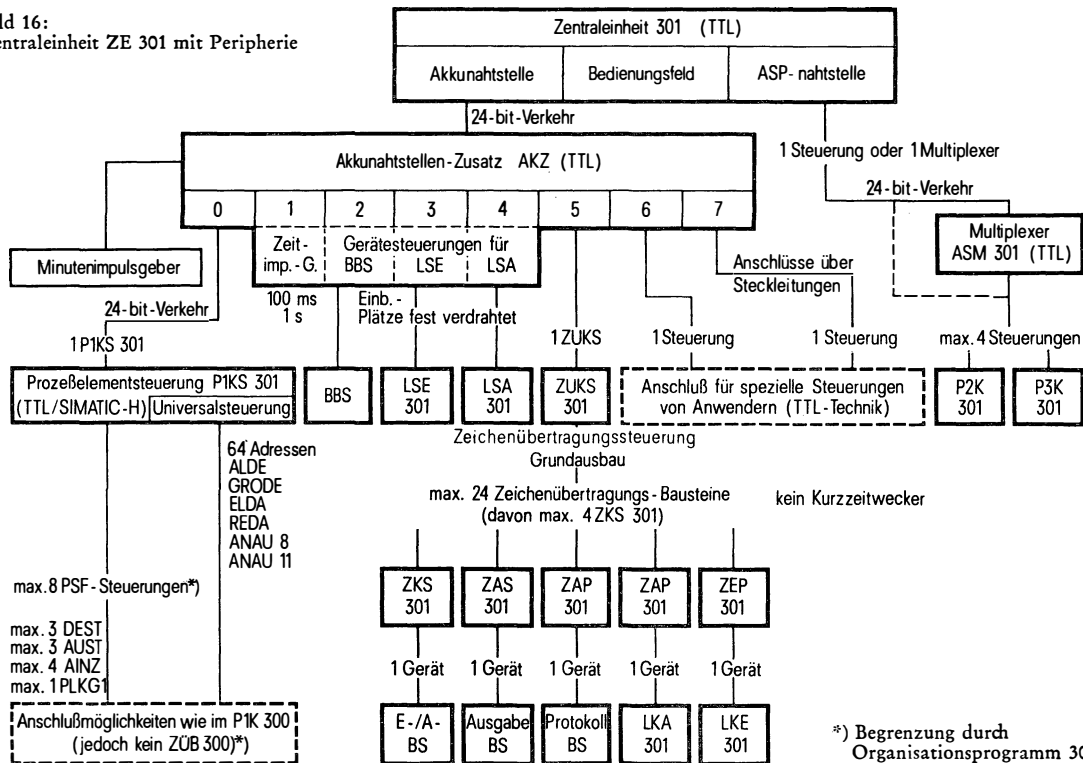 ld 16:
entraleinheit ZE 301 mit Peripherie
Zentraleinheit 301 (TTL)
Akkunahtstelle
Bedienungsfeld
ASP-nahtstelle
24-bit-Verkehr
1 Steuerung oder 1 Multiplexer
24-bit-Verkehr
Akkunahtstellen-Zusatz AKZ (TTL)
0 1 2 3 4 5 6 7
Zeit-
imp.-G.
Gerätesteuerungen für
BBS LSE LSA
Minutenimpulsgeber
Multiplexer
ASM 301 (TTL)
Anschlüsse über
Steckleitungen
100 ms
1 s
Einb.-
Plätze fest verdrahtet
24-bit-Verkehr
1 P1KS 301
1 ZUKS
1 Steuerung
1 Steuerung
max. 4 Steuerungen
Prozeßelementsteuerung P1KS 301
(TTL/SIMATIC-H)
Universalsteuerung
BBS
LSE
301
LSA
301
ZUKS
301
Anschluß für spezielle Steuerungen
von Anwendern (TTL-Technik)
P2K
301
P3K
301
Zeichenübertragungssteuerung
Grundausbau
64 Adressen
ALDE
GRODE
ELDA
REDA
ANAU 8
ANAU 11
max. 24 Zeichenübertragungs-Bausteine
(davon max. 4 ZKS 301)
kein Kurzzeitwecker
max. 8 PSF-Steuerungen*)
max. 3 DEST
max. 3 AUST
max. 4 AINZ
max. 1 PLKG1
ZKS
301
ZAS
301
ZAP
301
ZAP
301
ZEP
301
1 Gerät
1 Gerät
1 Gerät
1 Gerät
1 Gerät
Anschlußmöglichkeiten wie im P1K 300
(jedoch kein ZÜB 300)*)
E-/A-
BS
Ausgabe
BS
Protokoll
BS
LKA
301
LKE
301
*) Begrenzung durch
Organisationsprogramm 30